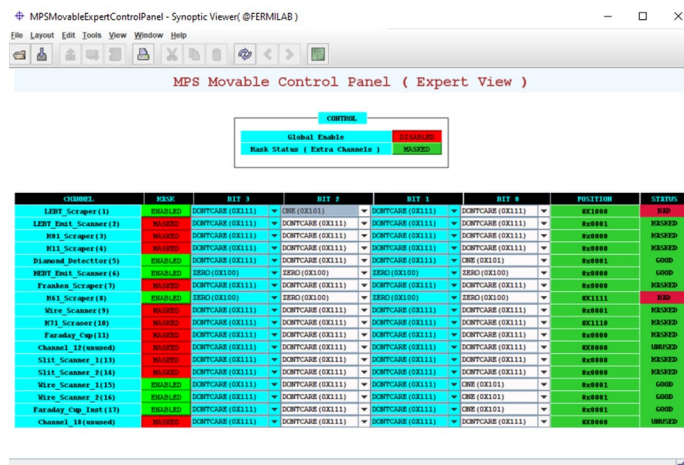 MPSMovableExpertControlPanel - Synoptic Viewer( @FERMILAB )
File Layout Edit Tools View Window Help
MPS Movable Control Panel ( Expert View )
CONTROL
Global Enable DISABLED
Mask Status ( Extra Channels ) MASKED
CHANNEL MASK BIT 3 BIT 2 BIT 1 BIT 0 POSITION STATUS
LEBT_Scraper(1) ENABLED DONTCARE(0X111) ONE(0X101) DONTCARE(0X111) DONTCARE(0X111) 0X1000 BAD
LEBT_Emit_Scanner(2) MASKED DONTCARE(0X111) DONTCARE(0X111) DONTCARE(0X111) DONTCARE(0X111) 0x0001 MASKED
M01_Scraper(3) MASKED DONTCARE(0X111) DONTCARE(0X111) DONTCARE(0X111) DONTCARE(0X111) 0x0000 MASKED
M11_Scraper(4) MASKED DONTCARE(0X111) DONTCARE(0X111) DONTCARE(0X111) DONTCARE(0X111) 0x0000 MASKED
Diamond_Detecttor(5) ENABLED DONTCARE(0X111) DONTCARE(0X111) DONTCARE(0X111) ONE(0X101) 0x0001 GOOD
MEBT_Emit_Scanner(6) ENABLED ZERO(0X100) ZERO(0X100) ZERO(0X100) ZERO(0X100) 0x0000 GOOD
Franken_Scraper(7) MASKED DONTCARE(0X111) DONTCARE(0X111) DONTCARE(0X111) DONTCARE(0X111) 0x0000 MASKED
M61_Scraper(8) ENABLED ZERO(0X100) ZERO(0X100) ZERO(0X100) ZERO(0X100) 0X1111 BAD
Wire_Scanner(9) MASKED DONTCARE(0X111) DONTCARE(0X111) DONTCARE(0X111) DONTCARE(0X111) 0x0001 MASKED
M71_Scraoer(10) MASKED DONTCARE(0X111) DONTCARE(0X111) DONTCARE(0X111) DONTCARE(0X111) 0X1110 MASKED
Faraday_Cup(11) MASKED DONTCARE(0X111) DONTCARE(0X111) DONTCARE(0X111) DONTCARE(0X111) 0x0000 MASKED
Channel_12(unused) MASKED DONTCARE(0X111) DONTCARE(0X111) DONTCARE(0X111) DONTCARE(0X111) 0X0000 UNUSED
Slit_Scanner_1(13) MASKED DONTCARE(0X111) DONTCARE(0X111) DONTCARE(0X111) DONTCARE(0X111) 0x0000 MASKED
Slit_Scanner_2(14) MASKED DONTCARE(0X111) DONTCARE(0X111) DONTCARE(0X111) DONTCARE(0X111) 0x0000 MASKED
Wire_Scanner_1(15) ENABLED DONTCARE(0X111) DONTCARE(0X111) DONTCARE(0X111) ONE(0X101) 0x0001 GOOD
Wire_Scanner_2(16) ENABLED DONTCARE(0X111) DONTCARE(0X111) DONTCARE(0X111) ONE(0X101) 0x0001 GOOD
Faraday_Cup_Inst(17) ENABLED DONTCARE(0X111) DONTCARE(0X111) DONTCARE(0X111) ONE(0X101) 0x0001 GOOD
Channel_18(unused) MASKED DONTCARE(0X111) DONTCARE(0X111) DONTCARE(0X111) DONTCARE(0X111) 0X0000 UNUSED